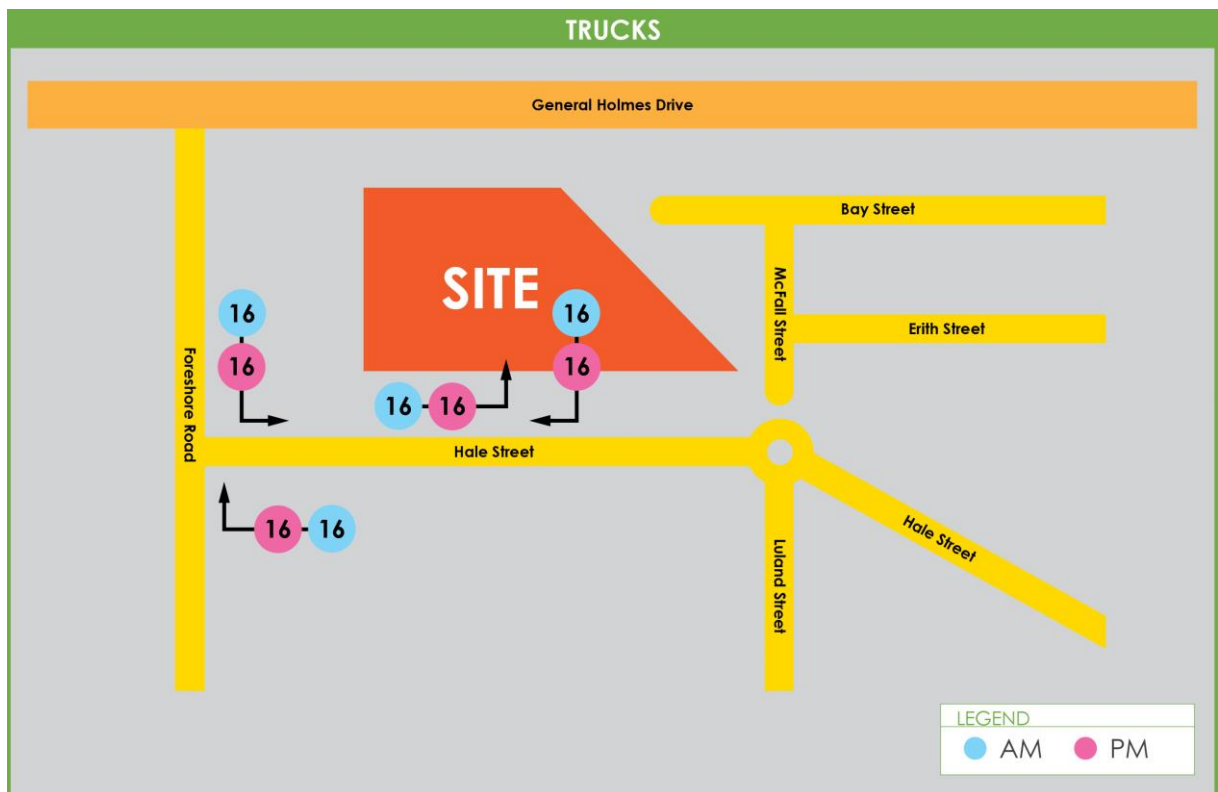 TRUCKS
General Holmes Drive
Bay Street
McFall Street
SITE
16
16
Erith Street
Foreshore Road
16
16
16 16
Hale Street
16 16
Hale Street
Luland Street
LEGEND
AM PM